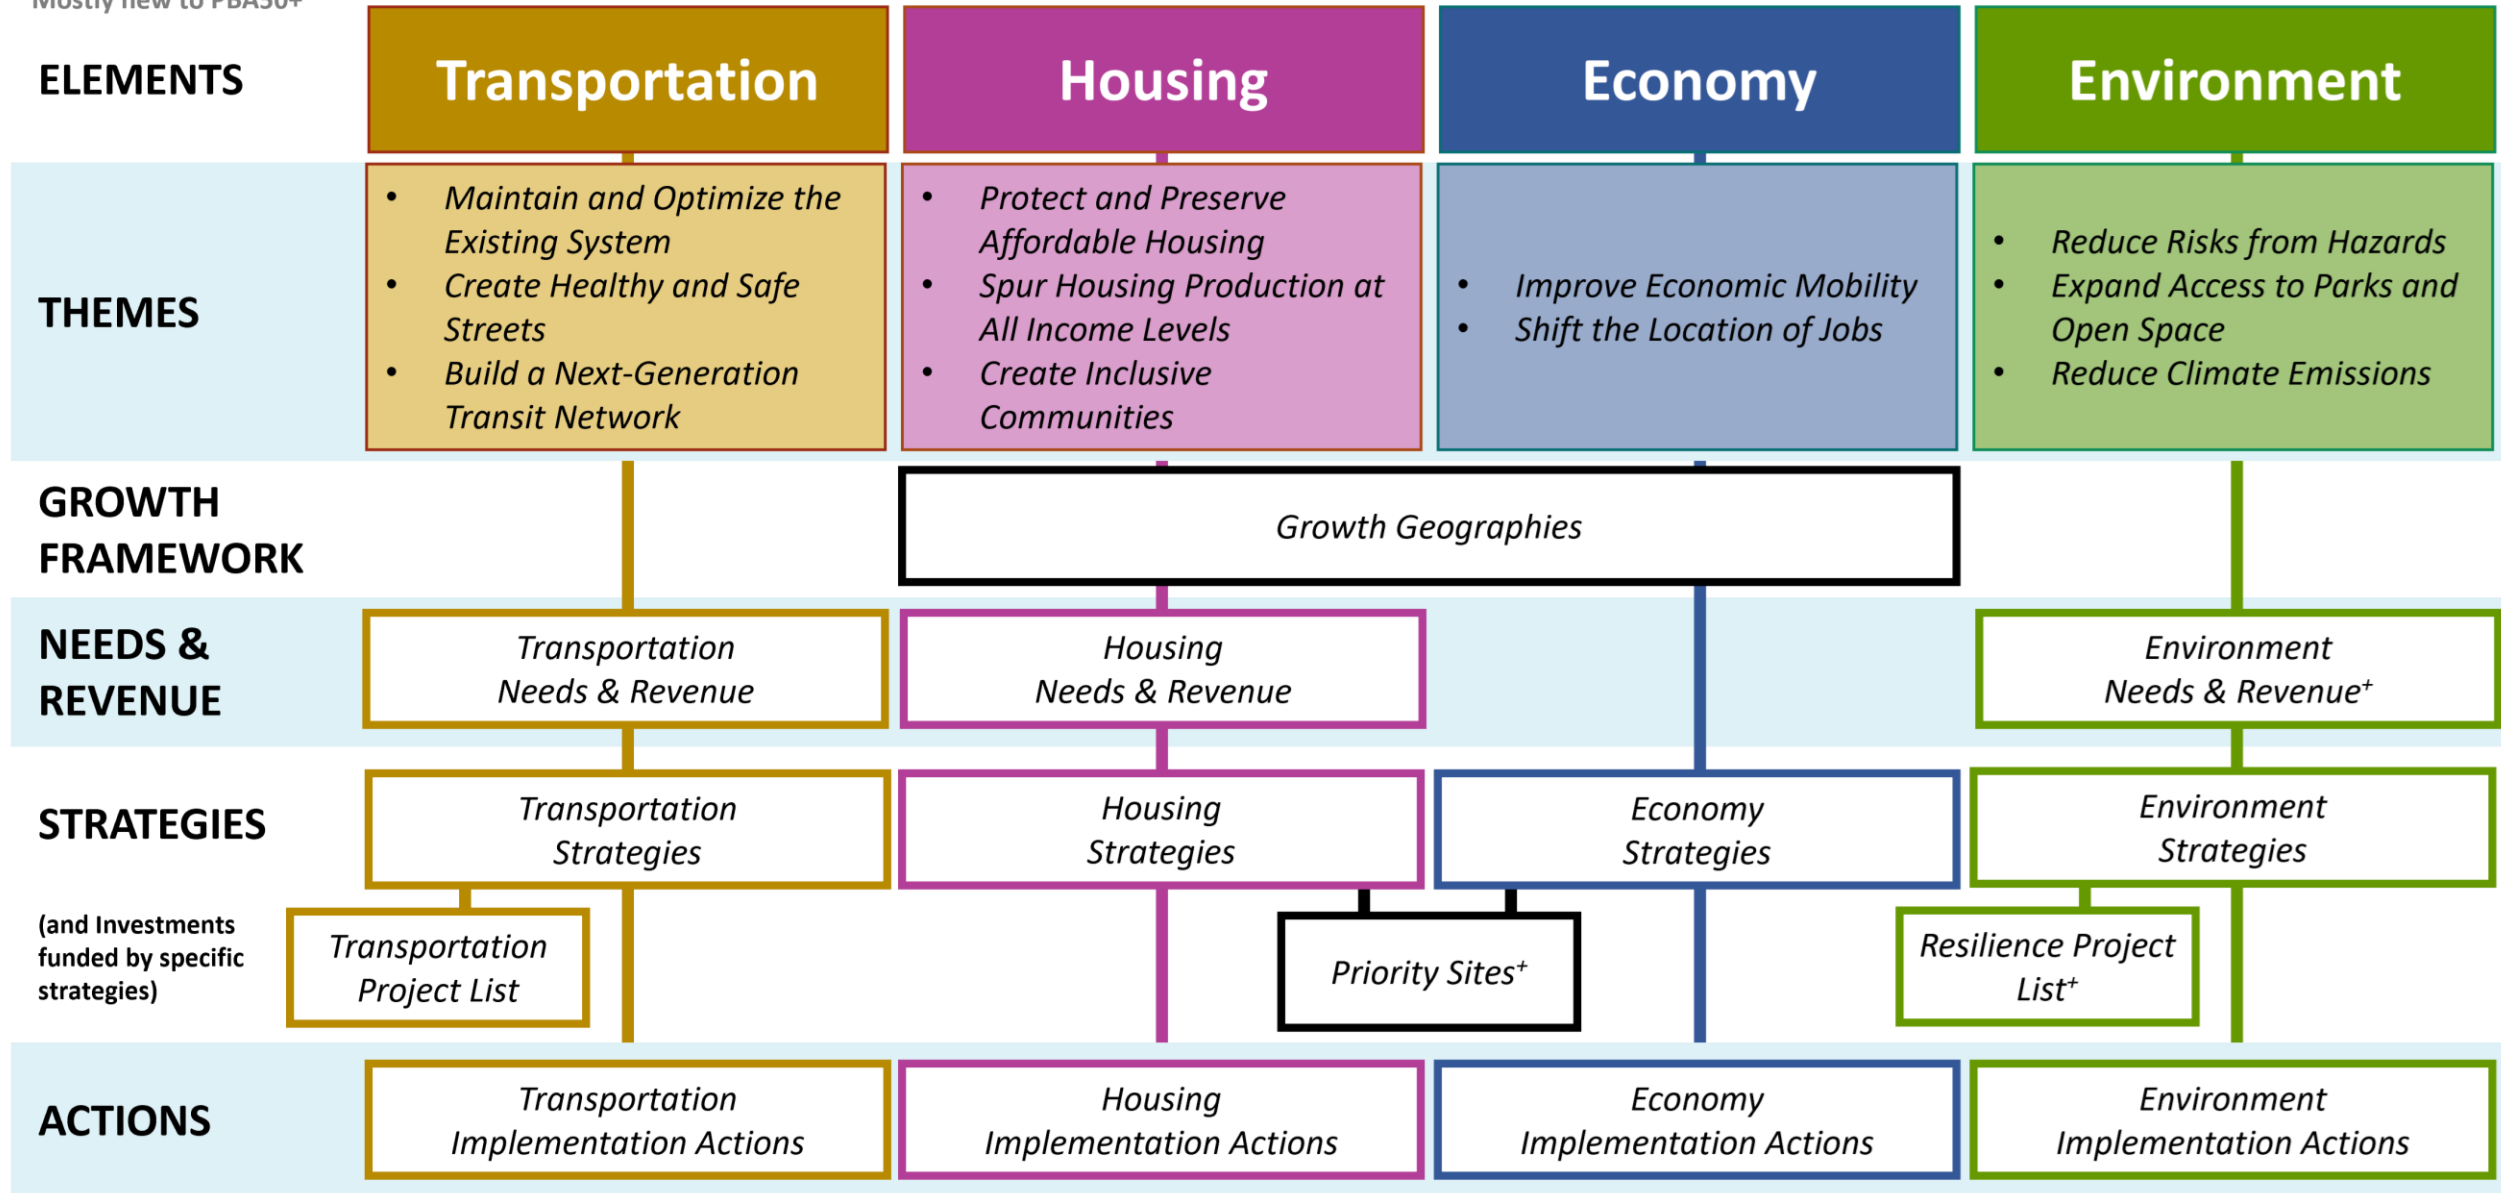 Mostly new to PBA50+
ELEMENTS
Transportation
Housing
Economy
Environment
THEMES
• Maintain and Optimize the
Existing System
• Create Healthy and Safe
Streets
• Build a Next-Generation
Transit Network
• Protect and Preserve
Affordable Housing
• Spur Housing Production at
All Income Levels
• Create Inclusive
Communities
• Improve Economic Mobility
• Shift the Location of Jobs
• Reduce Risks from Hazards
• Expand Access to Parks and
Open Space
• Reduce Climate Emissions
GROWTH
FRAMEWORK
Growth Geographies
NEEDS &
REVENUE
Transportation
Needs & Revenue
Housing
Needs & Revenue
Environment
Needs & Revenue+
STRATEGIES
Transportation
Strategies
Housing
Strategies
Economy
Strategies
Environment
Strategies
(and Investments
funded by specific
strategies)
Transportation
Project List
Priority Sites+
Resilience Project
List+
ACTIONS
Transportation
Implementation Actions
Housing
Implementation Actions
Economy
Implementation Actions
Environment
Implementation Actions